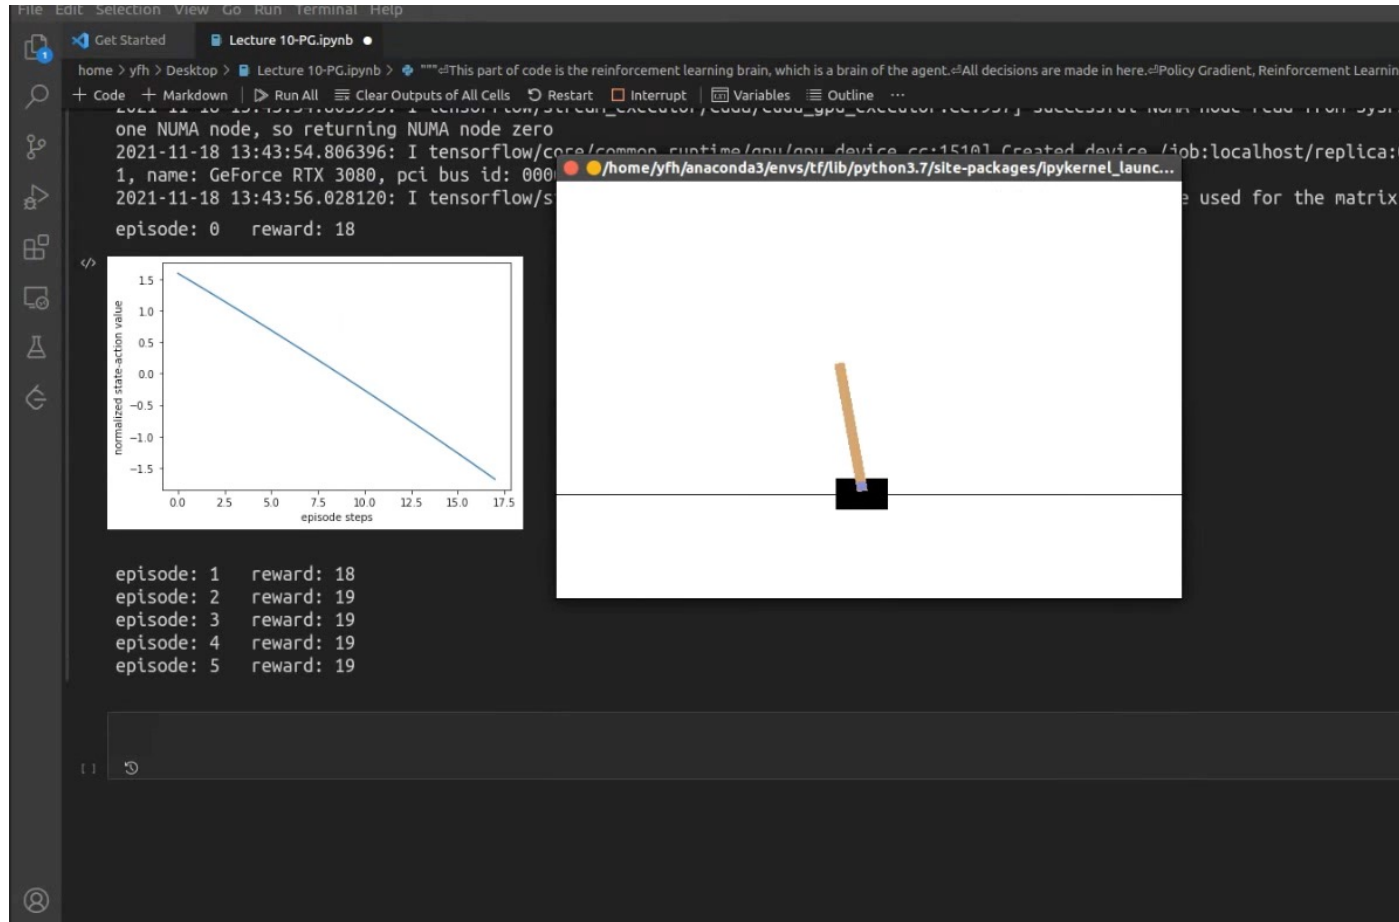 File Edit Selection View Go Run Terminal Help
Get Started
Lecture 10-PG.ipynb ●
home > yfh > Desktop > Lecture 10-PG.ipynb > """⏎This part of code is the reinforcement learning brain, which is a brain of the agent.⏎All decisions are made in here.⏎Policy Gradient, Reinforcement Learnin
+ Code + Markdown Run All Clear Outputs of All Cells Restart Interrupt Variables Outline ···
one NUMA node, so returning NUMA node zero
2021-11-18 13:43:54.806396: I tensorflow/core/common_runtime/gpu/gpu_device.cc:1510] Created device /job:localhost/replica:
1, name: GeForce RTX 3080, pci bus id: 000
2021-11-18 13:43:56.028120: I tensorflow/s
e used for the matrix
/home/yfh/anaconda3/envs/tf/lib/python3.7/site-packages/ipykernel_launc...
episode: 0 reward: 18
1.5
1.0
0.5
0.0
−0.5
−1.0
−1.5
normalized state-action value
0.0 2.5 5.0 7.5 10.0 12.5 15.0 17.5
episode steps
episode: 1 reward: 18
episode: 2 reward: 19
episode: 3 reward: 19
episode: 4 reward: 19
episode: 5 reward: 19
[ ]
1